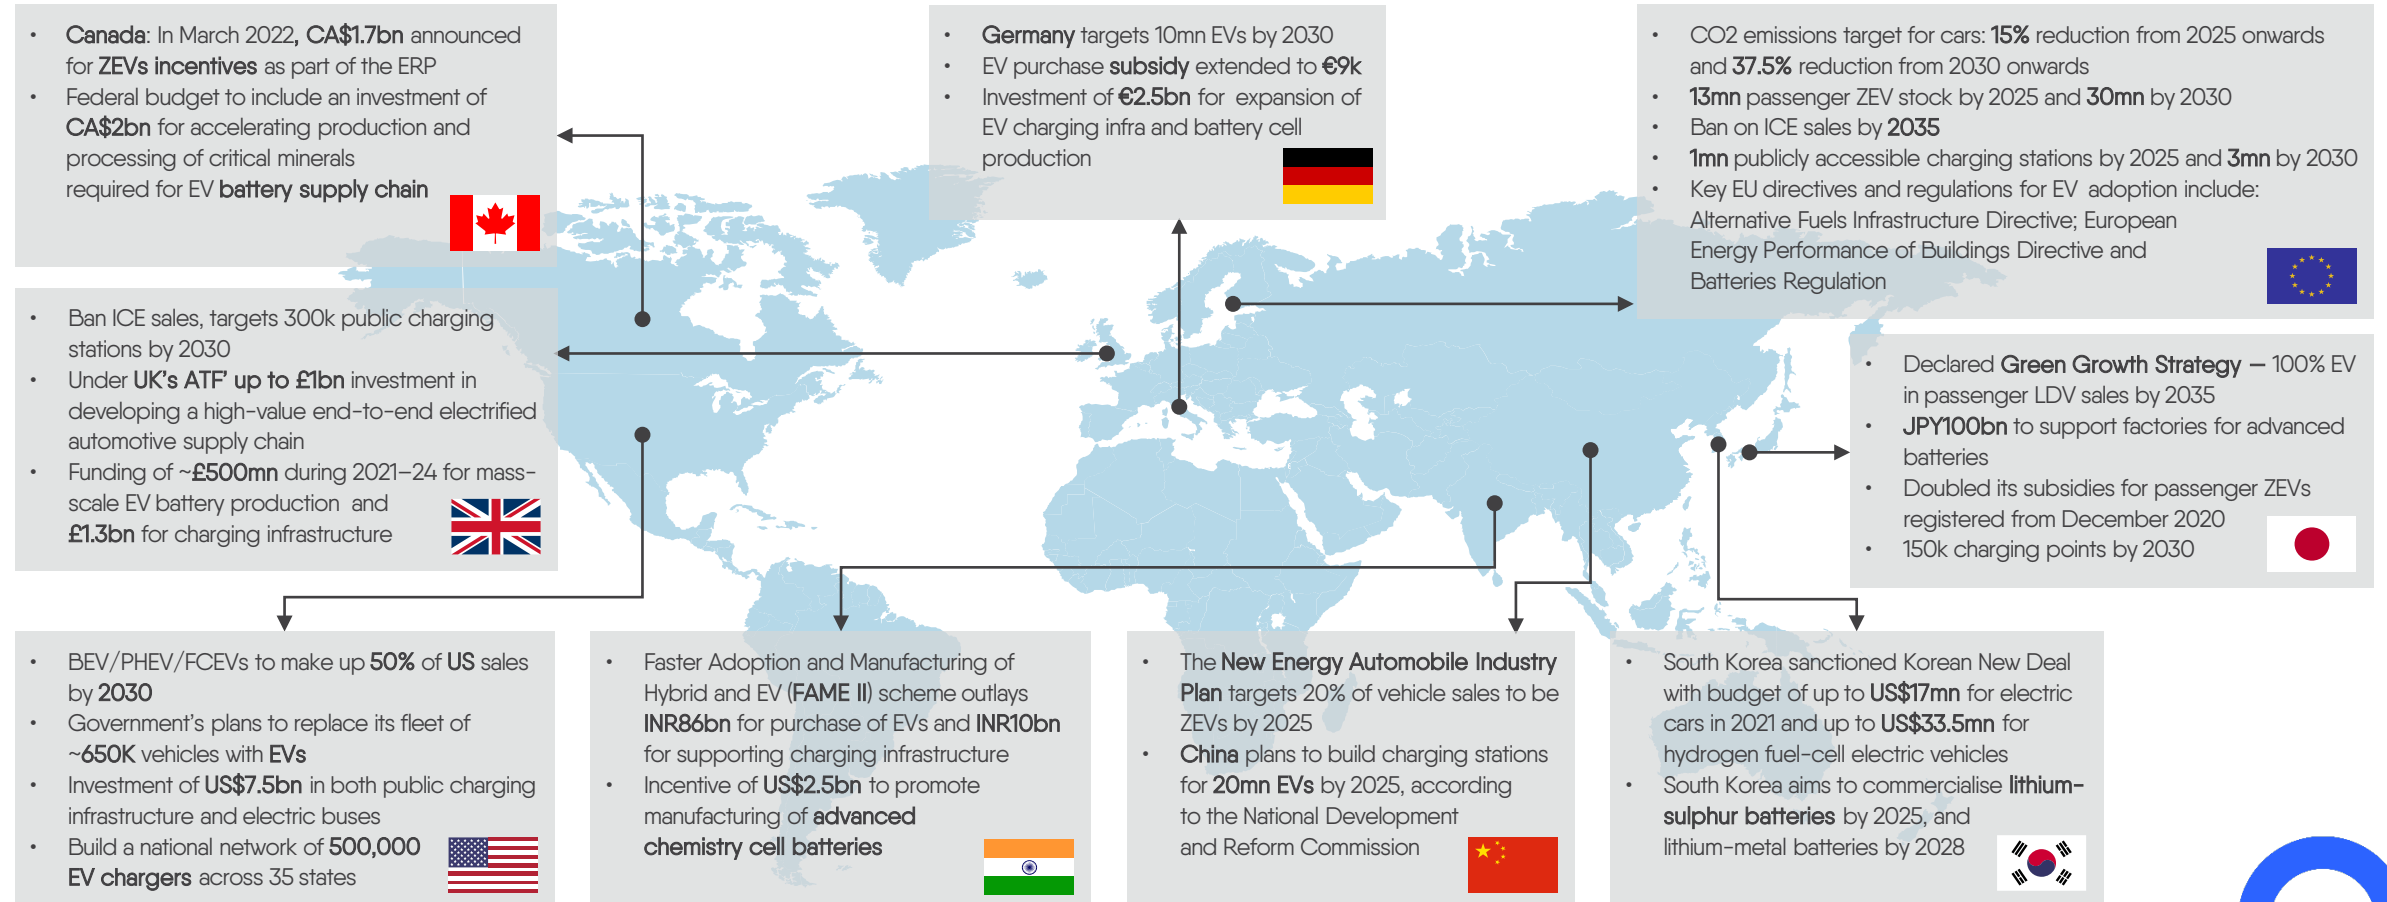 • Canada: In March 2022, CA$1.7bn announced
for ZEVs incentives as part of the ERP
• Federal budget to include an investment of
CA$2bn for accelerating production and
processing of critical minerals
required for EV battery supply chain
• Germany targets 10mn EVs by 2030
• EV purchase subsidy extended to €9k
• Investment of €2.5bn for expansion of
EV charging infra and battery cell
production
• CO2 emissions target for cars: 15% reduction from 2025 onwards
and 37.5% reduction from 2030 onwards
• 13mn passenger ZEV stock by 2025 and 30mn by 2030
• Ban on ICE sales by 2035
• 1mn publicly accessible charging stations by 2025 and 3mn by 2030
• Key EU directives and regulations for EV adoption include:
Alternative Fuels Infrastructure Directive; European
Energy Performance of Buildings Directive and
Batteries Regulation
• Ban ICE sales, targets 300k public charging
stations by 2030
• Under UK's ATF' up to £1bn investment in
developing a high-value end-to-end electrified
automotive supply chain
• Funding of ~£500mn during 2021–24 for mass-
scale EV battery production and
£1.3bn for charging infrastructure
• Declared Green Growth Strategy – 100% EV
in passenger LDV sales by 2035
• JPY100bn to support factories for advanced
batteries
• Doubled its subsidies for passenger ZEVs
registered from December 2020
• 150k charging points by 2030
• BEV/PHEV/FCEVs to make up 50% of US sales
by 2030
• Government's plans to replace its fleet of
~650K vehicles with EVs
• Investment of US$7.5bn in both public charging
infrastructure and electric buses
• Build a national network of 500,000
EV chargers across 35 states
• Faster Adoption and Manufacturing of
Hybrid and EV (FAME II) scheme outlays
INR86bn for purchase of EVs and INR10bn
for supporting charging infrastructure
• Incentive of US$2.5bn to promote
manufacturing of advanced
chemistry cell batteries
• The New Energy Automobile Industry
Plan targets 20% of vehicle sales to be
ZEVs by 2025
• China plans to build charging stations
for 20mn EVs by 2025, according
to the National Development
and Reform Commission
• South Korea sanctioned Korean New Deal
with budget of up to US$17mn for electric
cars in 2021 and up to US$33.5mn for
hydrogen fuel-cell electric vehicles
• South Korea aims to commercialise lithium-
sulphur batteries by 2025, and
lithium-metal batteries by 2028